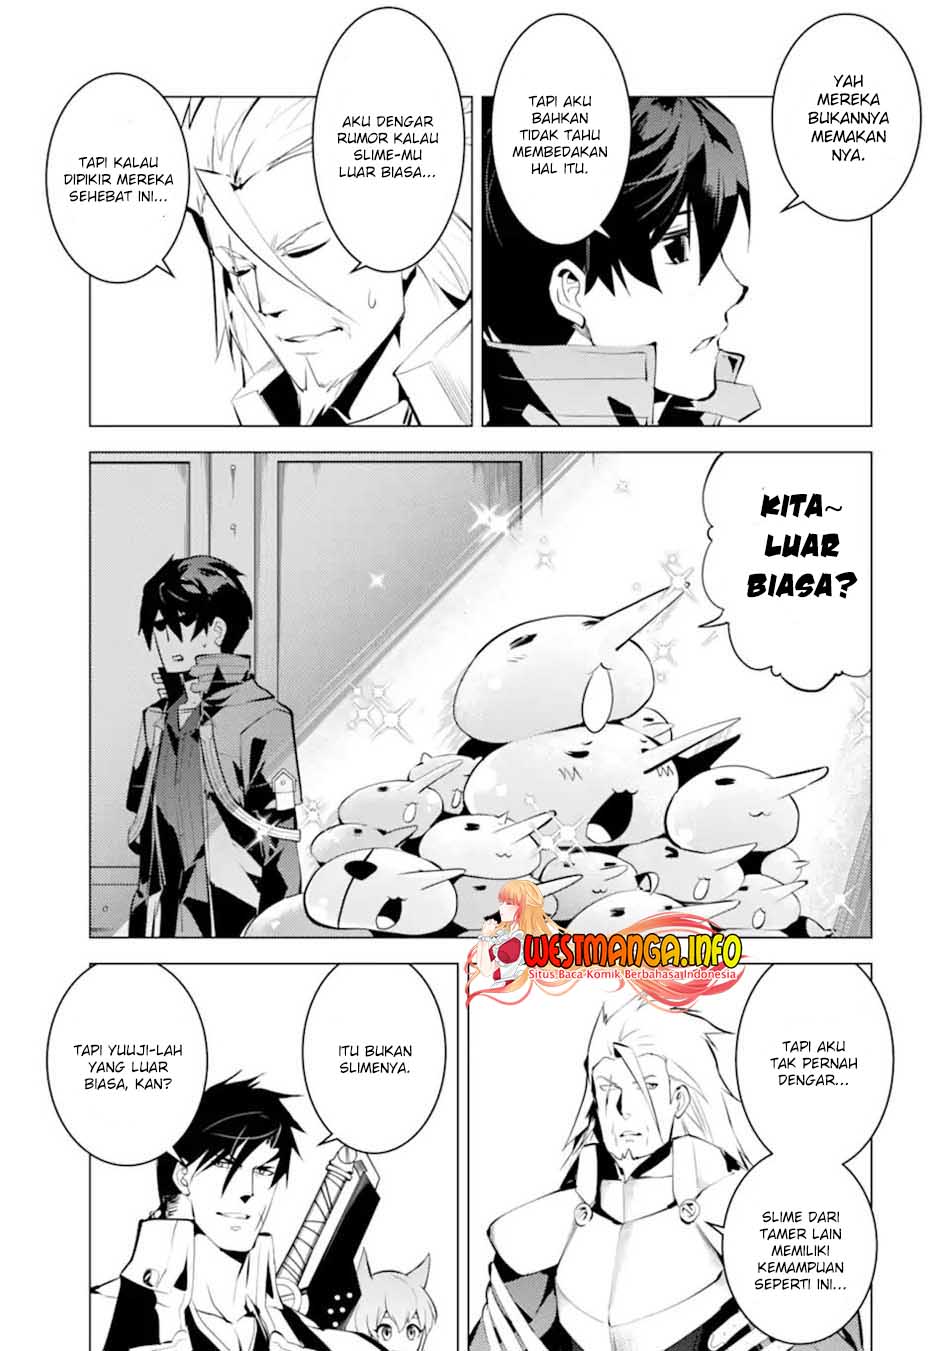 YAH
MEREKA
BUKANNYA
MEMAKAN
NYA.
TAPI AKU
BAHKAN
TIDAK TAHU
MEMBEDAKAN
HAL ITU.
AKU DENGAR
RUMOR KALAU
SLIME-MU
LUAR BIASA...
TAPI KALAU
DIPIKIR MEREKA
SEHEBAT INI...
KITA~
LUAR
BIASA?
WESTMANGA.INFO
Situs Baca Komik Berbahasa Indonesia
TAPI AKU
TAK PERNAH
DENGAR...
SLIME DARI
TAMER LAIN
MEMILIKI
KEMAMPUAN
SEPERTI INI...
ITU BUKAN
SLIMENYA.
TAPI YUUJI-LAH
YANG LUAR
BIASA, KAN?